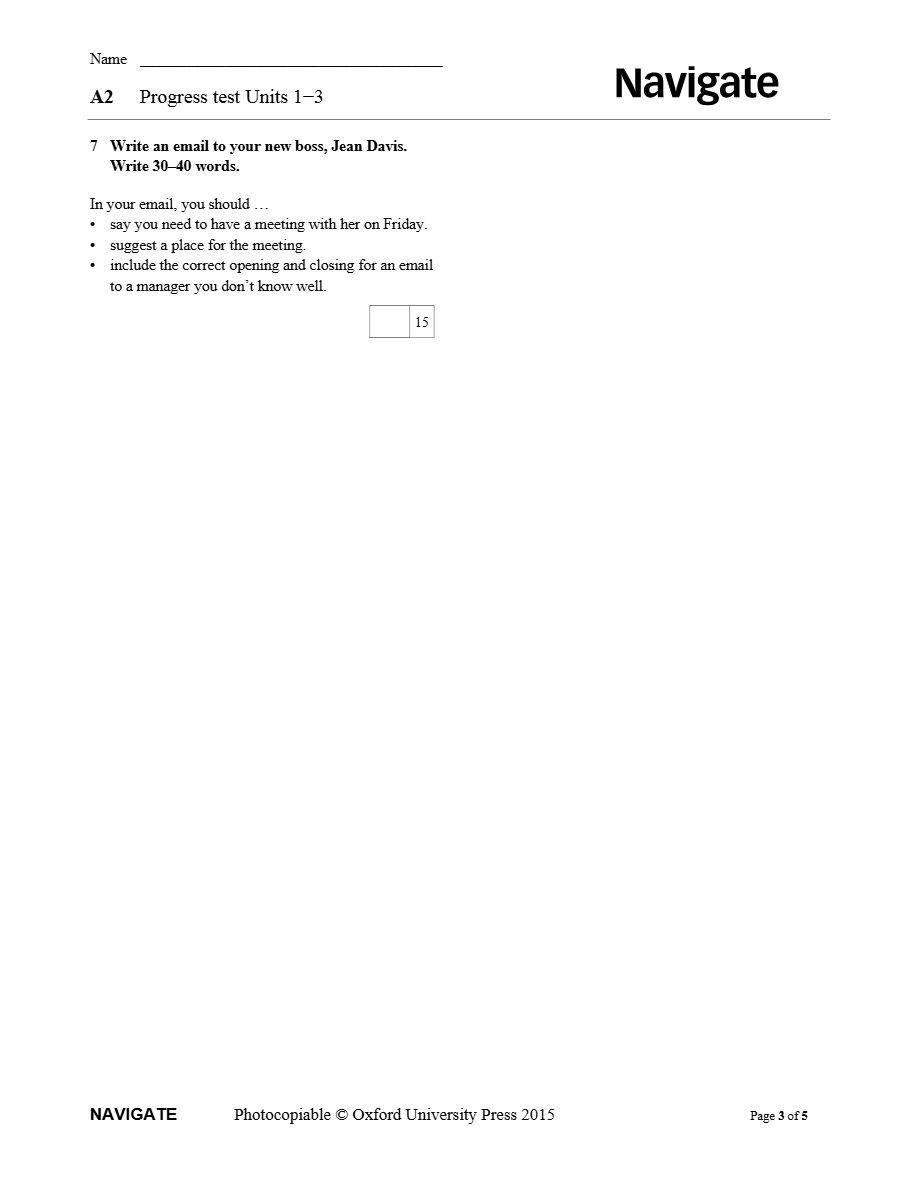 Name ______________________________________
Navigate
A2 Progress test Units 1−3
7 Write an email to your new boss, Jean Davis.
Write 30–40 words.
In your email, you should …
• say you need to have a meeting with her on Friday.
• suggest a place for the meeting.
• include the correct opening and closing for an email
to a manager you don’t know well.
15
NAVIGATE Photocopiable © Oxford University Press 2015 Page 3 of 5